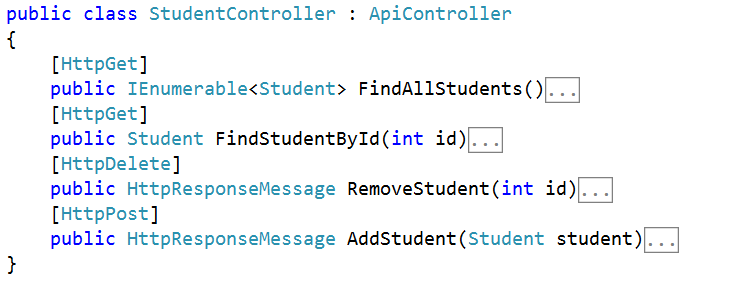 public class StudentController : ApiController
{
[HttpGet]
public IEnumerable<Student> FindAllStudents()...
[HttpGet]
public Student FindStudentById(int id)...
[HttpDelete]
public HttpResponseMessage RemoveStudent(int id)...
[HttpPost]
public HttpResponseMessage AddStudent(Student student)...
}